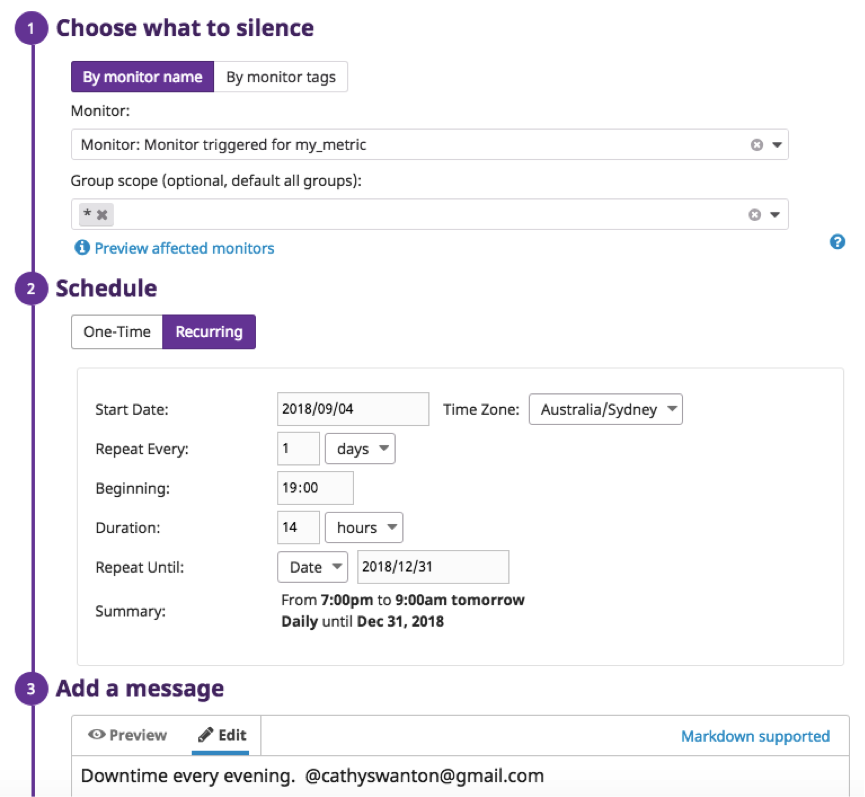 1 Choose what to silence
By monitor name By monitor tags
Monitor:
Monitor: Monitor triggered for my_metric
Group scope (optional, default all groups):
*
Preview affected monitors
2 Schedule
One-Time Recurring
Start Date: 2018/09/04 Time Zone: Australia/Sydney
Repeat Every: 1 days
Beginning: 19:00
Duration: 14 hours
Repeat Until: Date 2018/12/31
Summary: From 7:00pm to 9:00am tomorrow
Daily until Dec 31, 2018
3 Add a message
Preview Edit Markdown supported
Downtime every evening. @cathyswanton@gmail.com